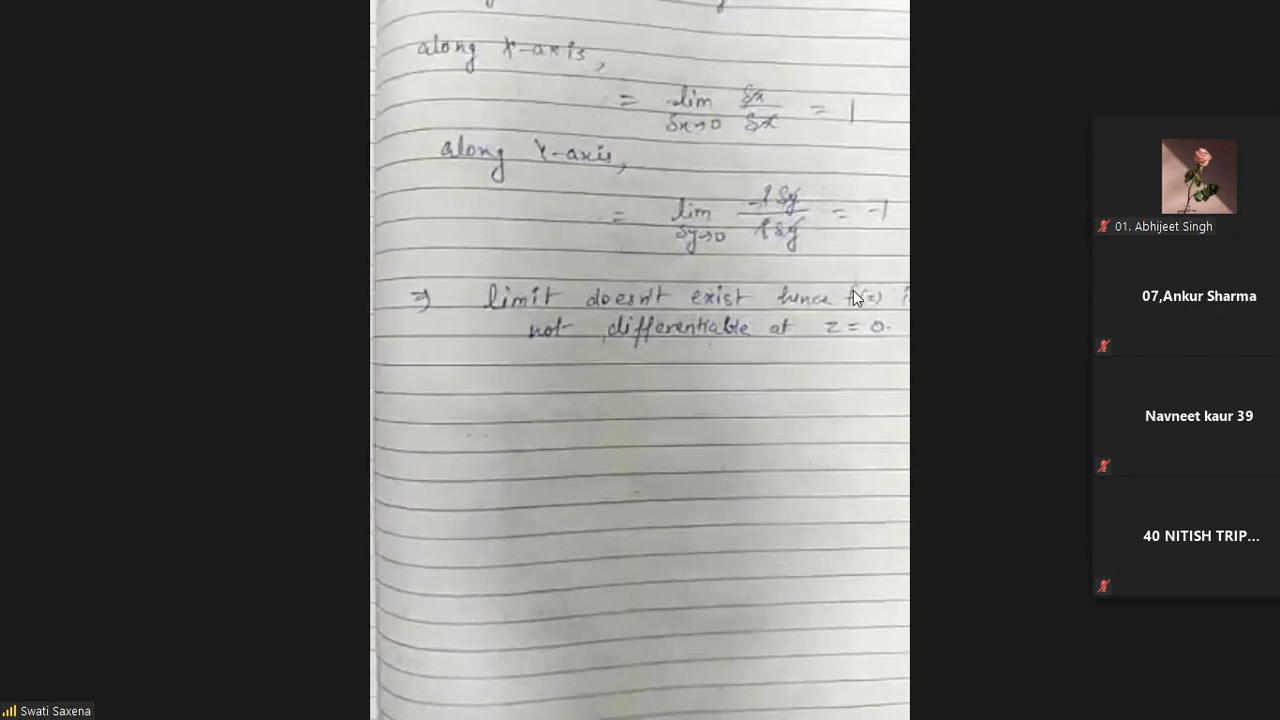 along X-axis,
= lim δx→0 δx/δx = 1
along Y-axis,
= lim δy→0 -iδy/iδy = -1
⇒ limit doesn't exist hence f(z) i
not differentiable at z = 0.
01. Abhijeet Singh
07,Ankur Sharma
Navneet kaur 39
40 NITISH TRIP...
Swati Saxena